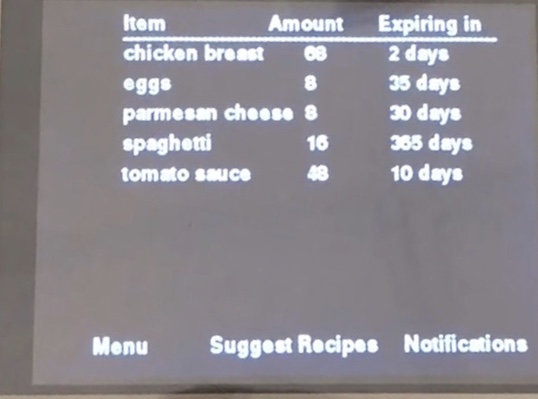 Item Amount Expiring in
chicken breast 68 2 days
eggs 8 35 days
parmesan cheese 8 30 days
spaghetti 16 365 days
tomato sauce 48 10 days
Menu Suggest Recipes Notifications